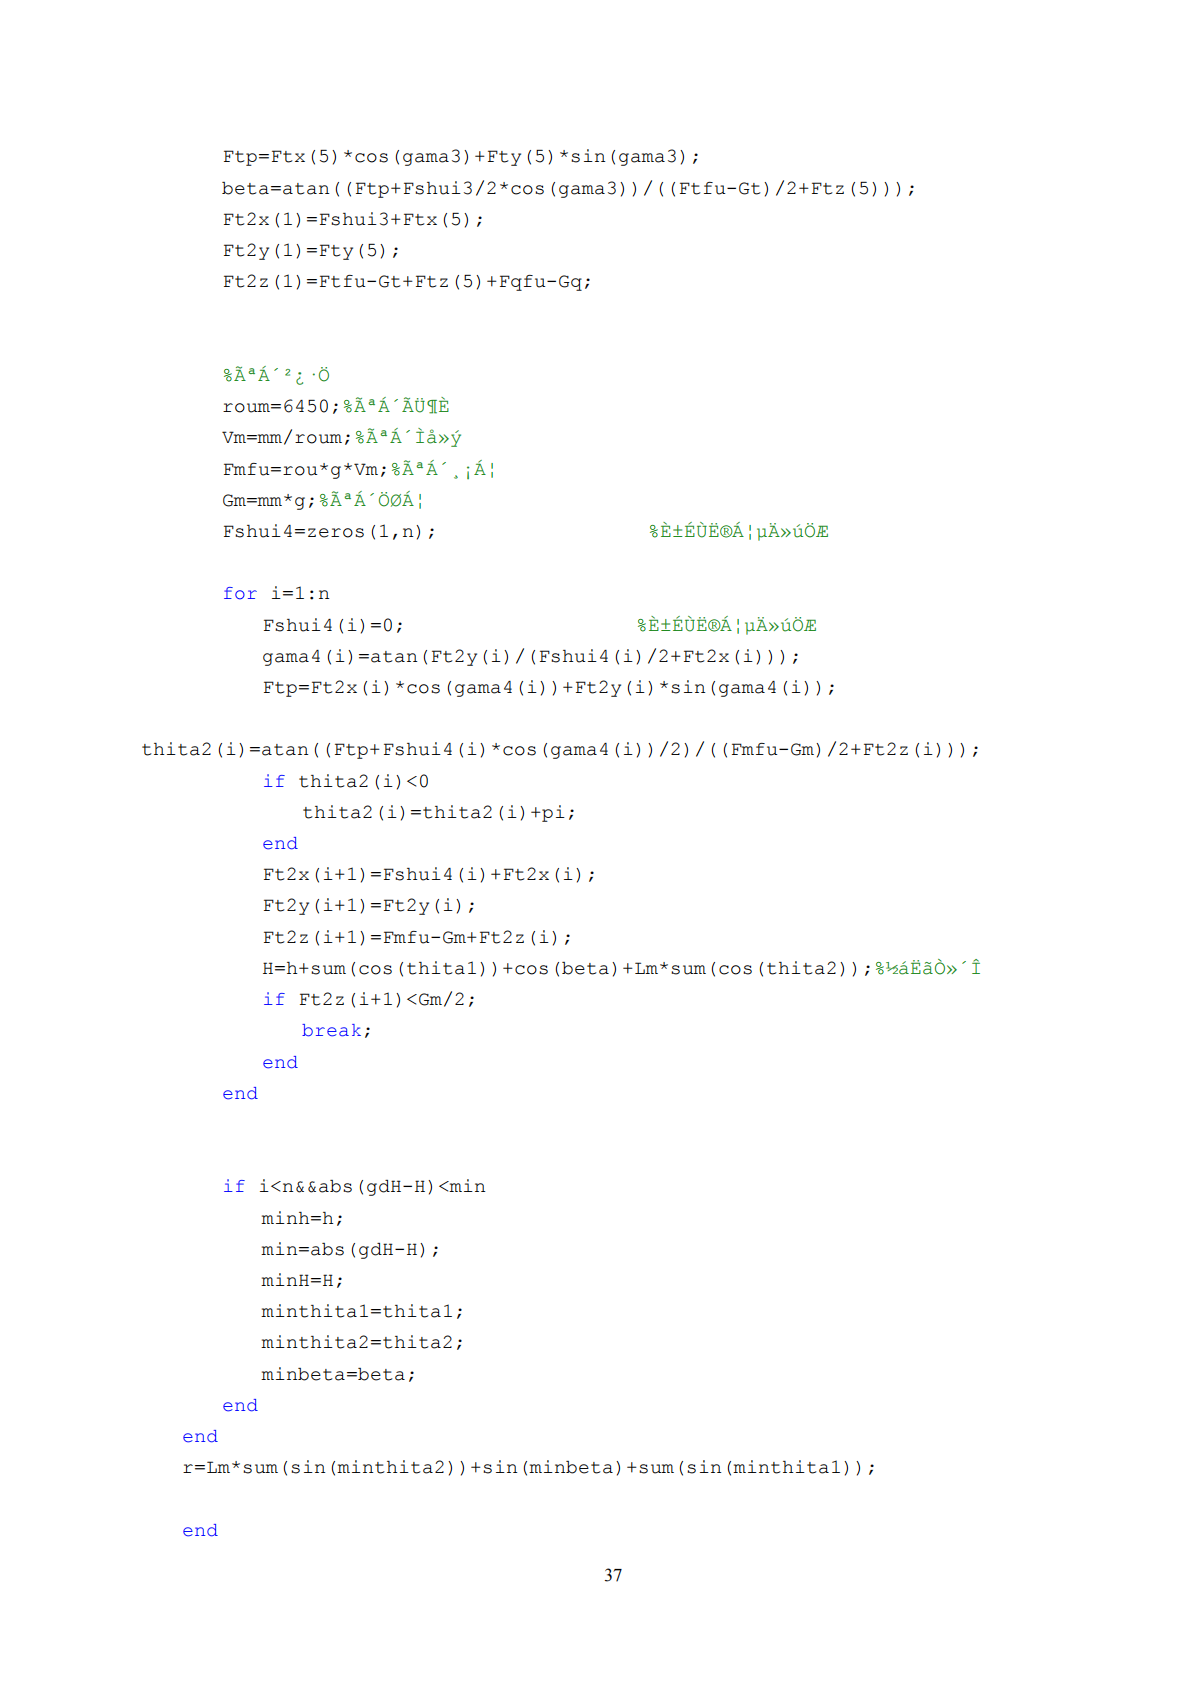 Ftp=Ftx(5)*cos(gama3)+Fty(5)*sin(gama3);
beta=atan((Ftp+Fshui3/2*cos(gama3))/((Ftfu-Gt)/2+Ftz(5)));
Ft2x(1)=Fshui3+Ftx(5);
Ft2y(1)=Fty(5);
Ft2z(1)=Ftfu-Gt+Ftz(5)+Fqfu-Gq;
%ÃªÁ´²¿·Ö
roum=6450;%ÃªÁ´ÃÜ¶È
Vm=mm/roum;%ÃªÁ´Ìå»ý
Fmfu=rou*g*Vm;%ÃªÁ´¸¡Á¦
Gm=mm*g;%ÃªÁ´ÖØÁ¦
Fshui4=zeros(1,n); %È±ÉÙË®Á¦µÄ»úÖÆ
for i=1:n
Fshui4(i)=0; %È±ÉÙË®Á¦µÄ»úÖÆ
gama4(i)=atan(Ft2y(i)/(Fshui4(i)/2+Ft2x(i)));
Ftp=Ft2x(i)*cos(gama4(i))+Ft2y(i)*sin(gama4(i));
thita2(i)=atan((Ftp+Fshui4(i)*cos(gama4(i))/2)/((Fmfu-Gm)/2+Ft2z(i)));
if thita2(i)<0
thita2(i)=thita2(i)+pi;
end
Ft2x(i+1)=Fshui4(i)+Ft2x(i);
Ft2y(i+1)=Ft2y(i);
Ft2z(i+1)=Fmfu-Gm+Ft2z(i);
H=h+sum(cos(thita1))+cos(beta)+Lm*sum(cos(thita2));%½áËãÒ»´Î
if Ft2z(i+1)<Gm/2;
break;
end
end
if i<n&&abs(gdH-H)<min
minh=h;
min=abs(gdH-H);
minH=H;
minthita1=thita1;
minthita2=thita2;
minbeta=beta;
end
end
r=Lm*sum(sin(minthita2))+sin(minbeta)+sum(sin(minthita1));
end
37